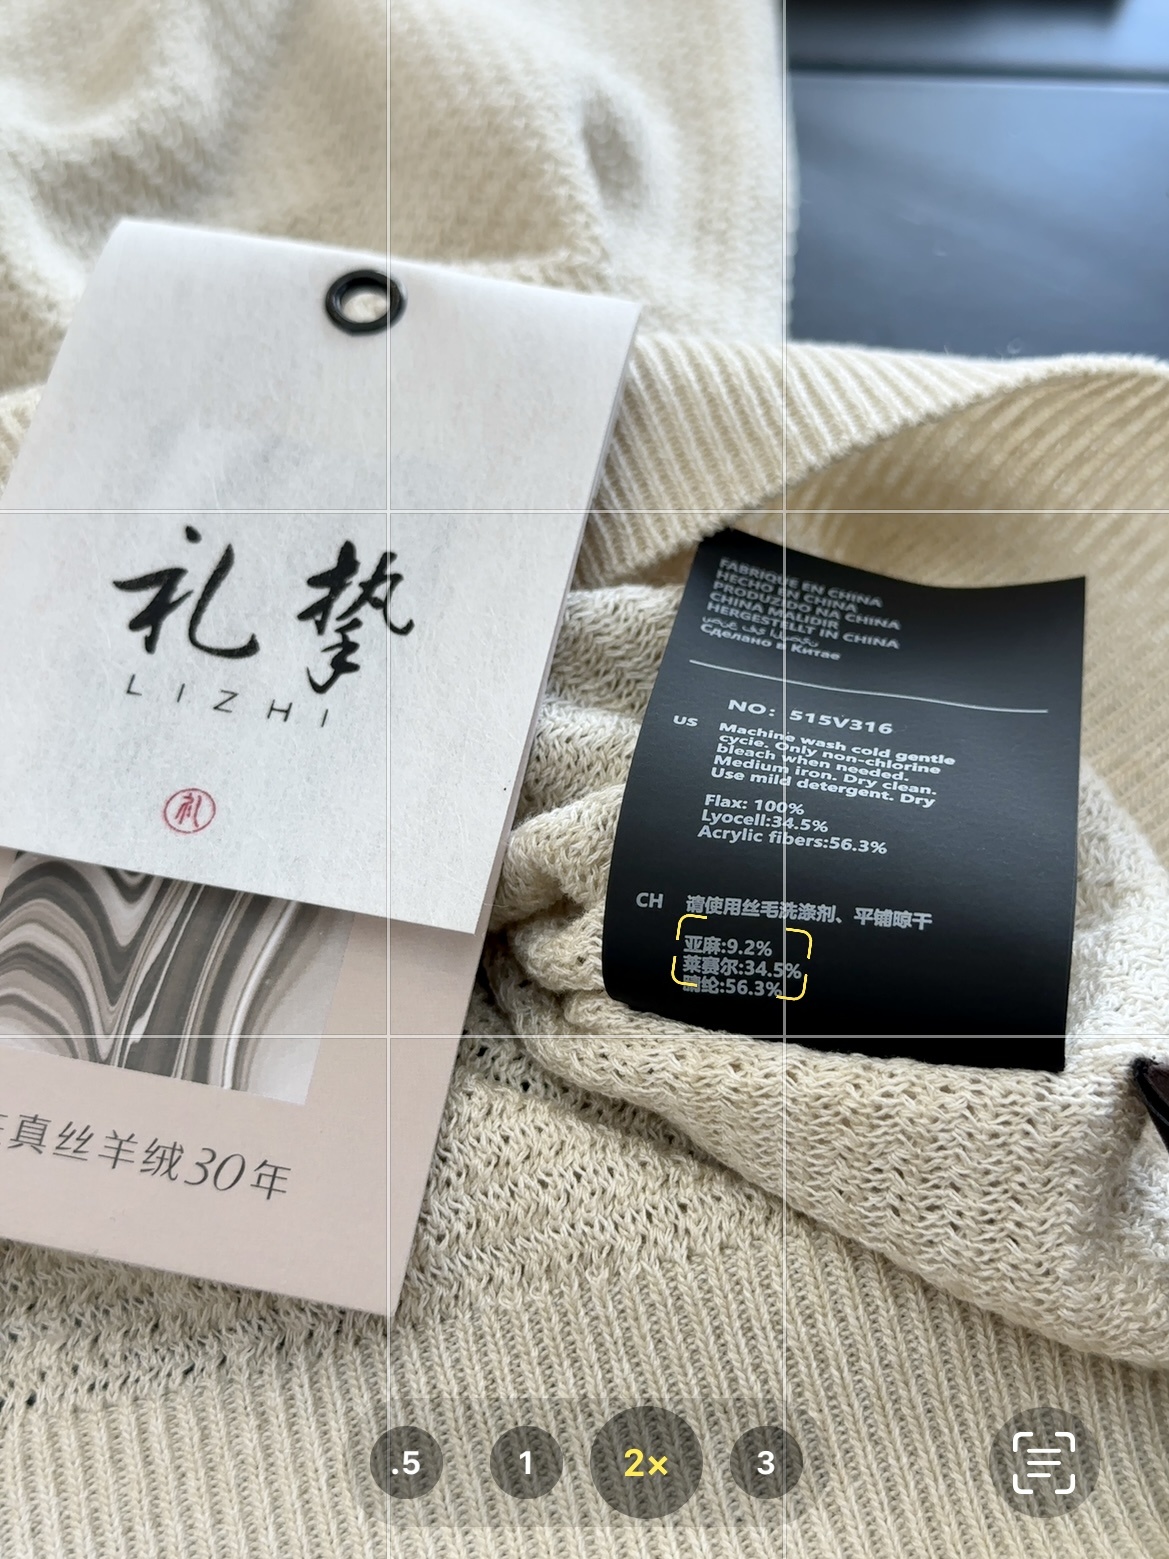 礼 挚
LIZHI
礼
真丝羊绒30年
FABRIQUE EN CHINA
HECHO EN CHINA
PRODUZIDO NA CHINA
CHINA MALIDIR
HERGESTELLT IN CHINA
Сделано в Китае
NO: 515V316
US Machine wash cold gentle
cycle. Only non-chlorine
bleach when needed.
Medium iron. Dry clean.
Use mild detergent. Dry
Flax: 100%
Lyocell:34.5%
Acrylic fibers:56.3%
CH 请使用丝毛洗涤剂、平铺晾干
亚麻:9.2%
莱赛尔:34.5%
腈纶:56.3%
.5 1 2× 3